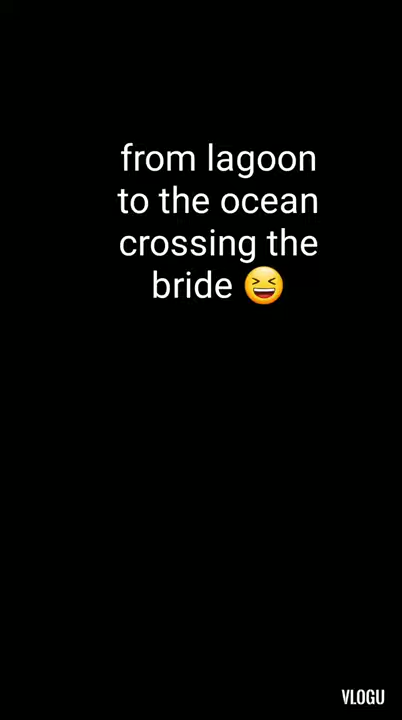 from lagoon
to the ocean
crossing the
bride 😆
VLOGU